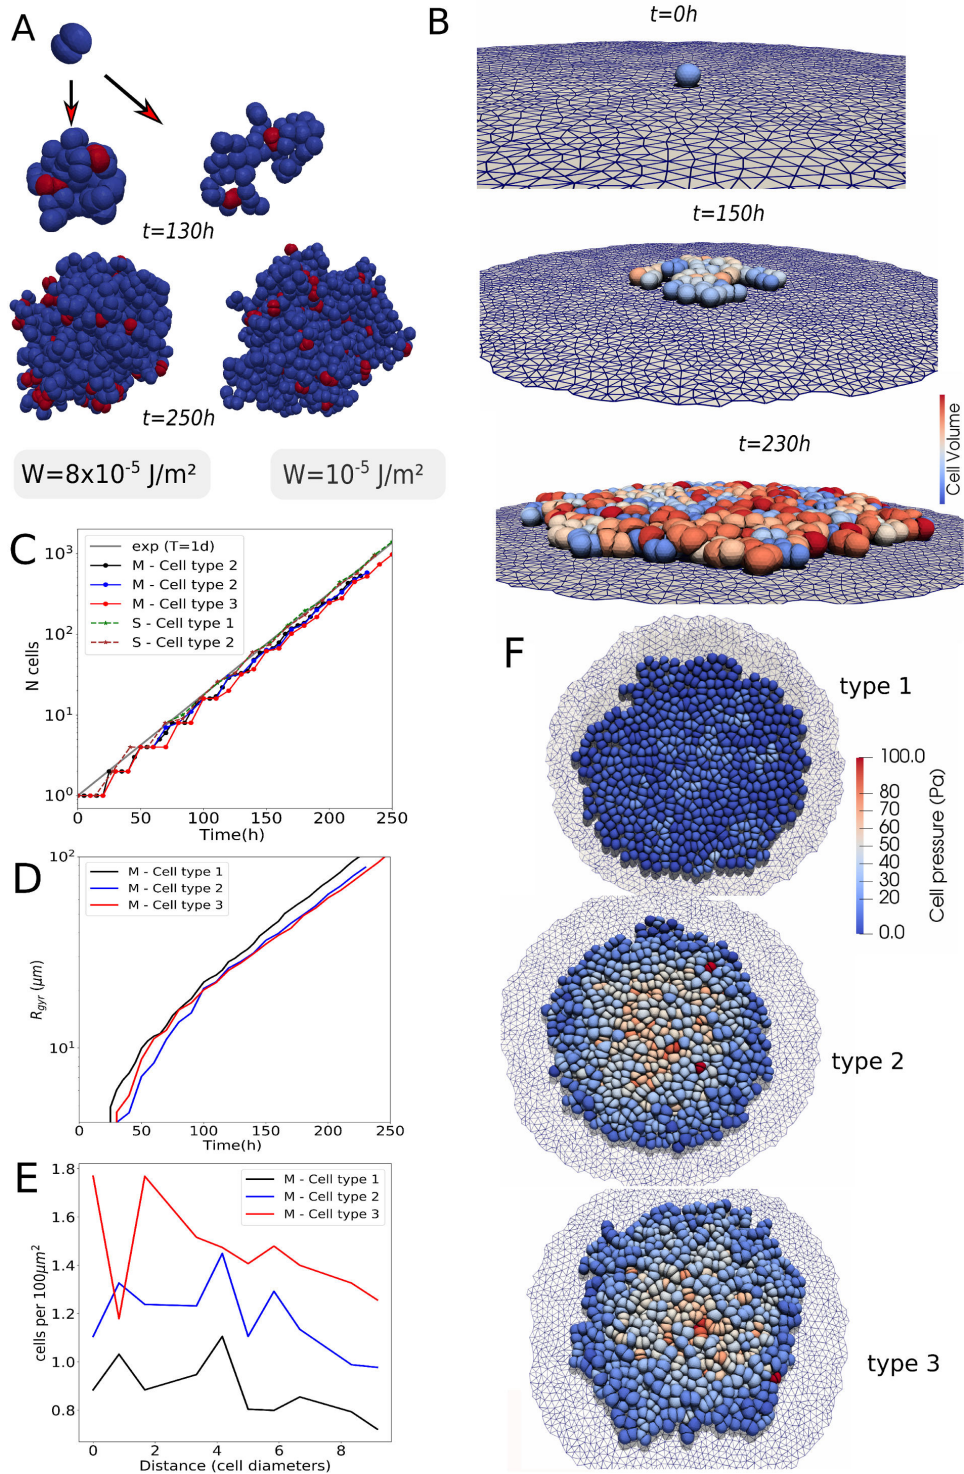 A
t=130h
t=250h
W=8x10⁻⁵ J/m²
W=10⁻⁵ J/m²
B
t=0h
t=150h
t=230h
Cell Volume
C
exp (T=1d)
M - Cell type 2
M - Cell type 2
M - Cell type 3
S - Cell type 1
S - Cell type 2
N cells
10³
10²
10¹
10⁰
0 50 100 150 200 250
Time(h)
D
M - Cell type 1
M - Cell type 2
M - Cell type 3
R_gyr (μm)
10²
10¹
0 50 100 150 200 250
Time(h)
E
M - Cell type 1
M - Cell type 2
M - Cell type 3
cells per 100μm²
1.8
1.6
1.4
1.2
1.0
0.8
0 2 4 6 8
Distance (cell diameters)
F
type 1
100.0
80
60
50
40
30
20
0.0
Cell pressure (Pa)
type 2
type 3